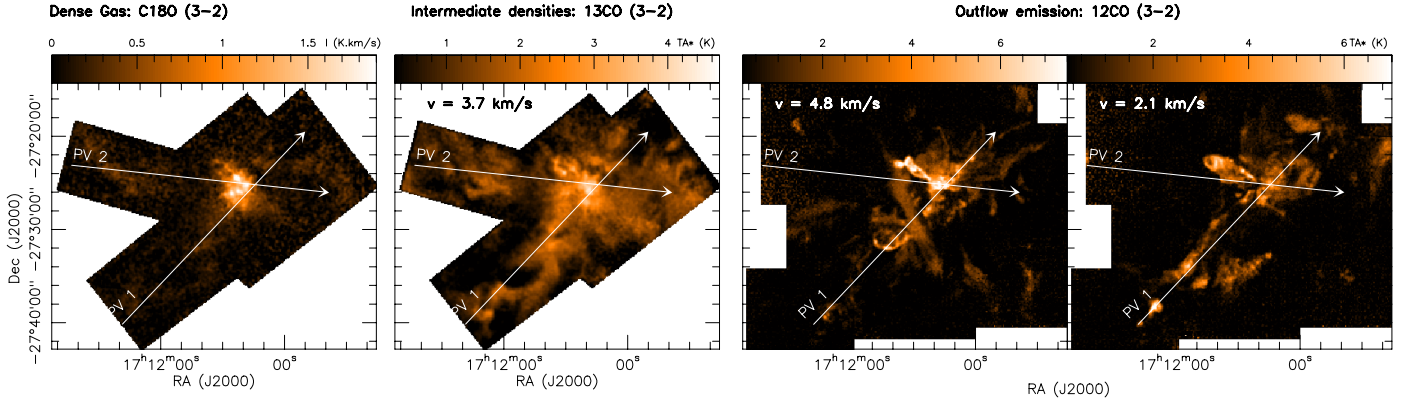 Dense Gas: C18O (3-2)
Intermediate densities: 13CO (3-2)
Outflow emission: 12CO (3-2)
0 0.5 1 1.5 I (K.km/s)
1 2 3 4 TA* (K)
2 4 6
2 4 6 TA* (K)
v = 3.7 km/s
v = 4.8 km/s
v = 2.1 km/s
-27°20'00"
-27°30'00"
-27°40'00"
Dec (J2000)
PV 2
PV 1
PV 2
PV 1
PV 2
PV 1
PV 2
PV 1
17h12m00s 00s
17h12m00s 00s
17h12m00s 00s
17h12m00s 00s
RA (J2000)
RA (J2000)
RA (J2000)